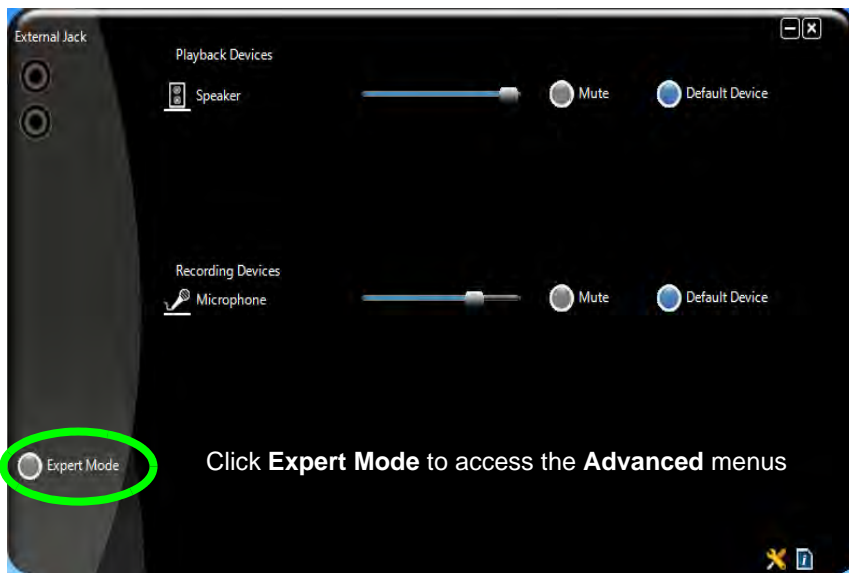 External Jack
Playback Devices
Speaker Mute Default Device
Recording Devices
Microphone Mute Default Device
Expert Mode
Click Expert Mode to access the Advanced menus